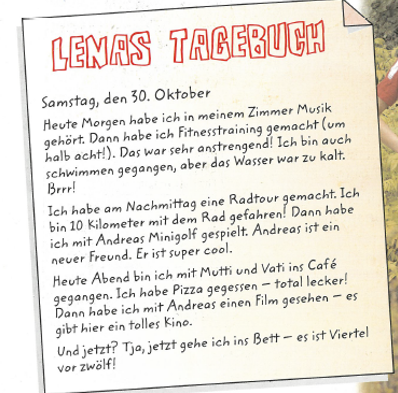 LENAS TAGEBUCH
Samstag, den 30. Oktober
Heute Morgen habe ich in meinem Zimmer Musik
gehört. Dann habe ich Fitnesstraining gemacht (um
halb acht!). Das war sehr anstrengend! Ich bin auch
schwimmen gegangen, aber das Wasser war zu kalt.
Brrr!
Ich habe am Nachmittag eine Radtour gemacht. Ich
bin 10 Kilometer mit dem Rad gefahren! Dann habe
ich mit Andreas Minigolf gespielt. Andreas ist ein
neuer Freund. Er ist super cool.
Heute Abend bin ich mit Mutti und Vati ins Café
gegangen. Ich habe Pizza gegessen – total lecker!
Dann habe ich mit Andreas einen Film gesehen – es
gibt hier ein tolles Kino.
Und jetzt? Tja, jetzt gehe ich ins Bett – es ist Viertel
vor zwölf!